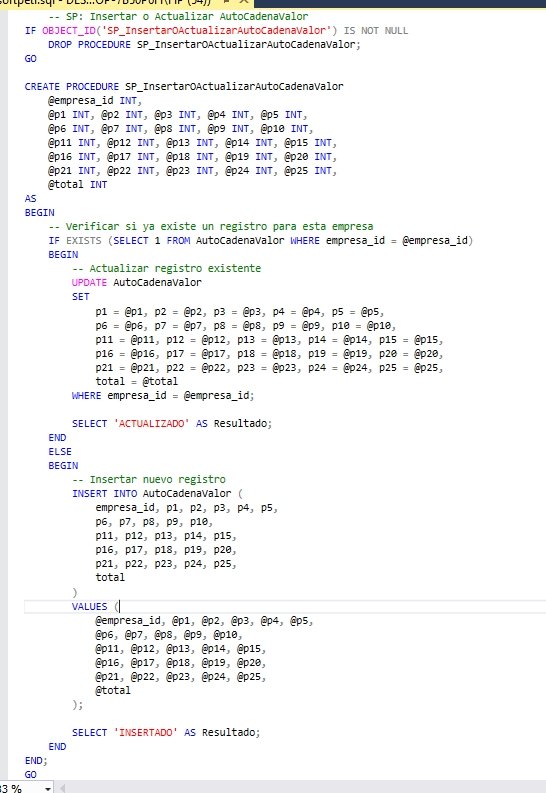 -- SP: Insertar o Actualizar AutoCadenaValor
IF OBJECT_ID('SP_InsertarOActualizarAutoCadenaValor') IS NOT NULL
DROP PROCEDURE SP_InsertarOActualizarAutoCadenaValor;
GO
CREATE PROCEDURE SP_InsertarOActualizarAutoCadenaValor
@empresa_id INT,
@p1 INT, @p2 INT, @p3 INT, @p4 INT, @p5 INT,
@p6 INT, @p7 INT, @p8 INT, @p9 INT, @p10 INT,
@p11 INT, @p12 INT, @p13 INT, @p14 INT, @p15 INT,
@p16 INT, @p17 INT, @p18 INT, @p19 INT, @p20 INT,
@p21 INT, @p22 INT, @p23 INT, @p24 INT, @p25 INT,
@total INT
AS
BEGIN
-- Verificar si ya existe un registro para esta empresa
IF EXISTS (SELECT 1 FROM AutoCadenaValor WHERE empresa_id = @empresa_id)
BEGIN
-- Actualizar registro existente
UPDATE AutoCadenaValor
SET
p1 = @p1, p2 = @p2, p3 = @p3, p4 = @p4, p5 = @p5,
p6 = @p6, p7 = @p7, p8 = @p8, p9 = @p9, p10 = @p10,
p11 = @p11, p12 = @p12, p13 = @p13, p14 = @p14, p15 = @p15,
p16 = @p16, p17 = @p17, p18 = @p18, p19 = @p19, p20 = @p20,
p21 = @p21, p22 = @p22, p23 = @p23, p24 = @p24, p25 = @p25,
total = @total
WHERE empresa_id = @empresa_id;
SELECT 'ACTUALIZADO' AS Resultado;
END
ELSE
BEGIN
-- Insertar nuevo registro
INSERT INTO AutoCadenaValor (
empresa_id, p1, p2, p3, p4, p5,
p6, p7, p8, p9, p10,
p11, p12, p13, p14, p15,
p16, p17, p18, p19, p20,
p21, p22, p23, p24, p25,
total
)
VALUES (
@empresa_id, @p1, @p2, @p3, @p4, @p5,
@p6, @p7, @p8, @p9, @p10,
@p11, @p12, @p13, @p14, @p15,
@p16, @p17, @p18, @p19, @p20,
@p21, @p22, @p23, @p24, @p25,
@total
);
SELECT 'INSERTADO' AS Resultado;
END
END;
GO